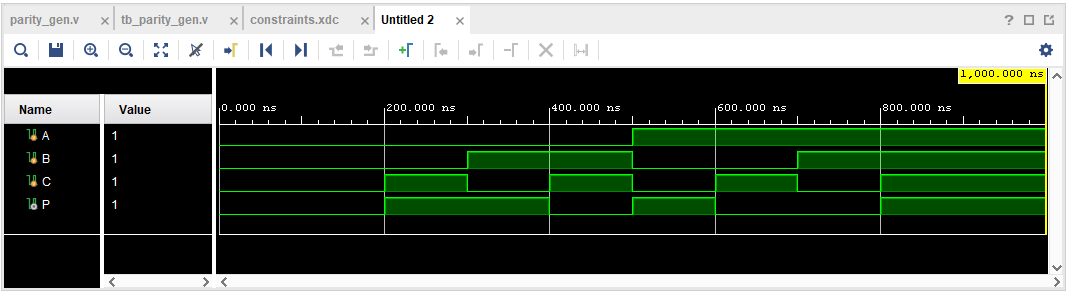 parity_gen.v × tb_parity_gen.v × constraints.xdc × Untitled 2 ×
?
1,000.000 ns
Name Value 0.000 ns 200.000 ns 400.000 ns 600.000 ns 800.000 ns
A 1
B 1
C 1
P 1